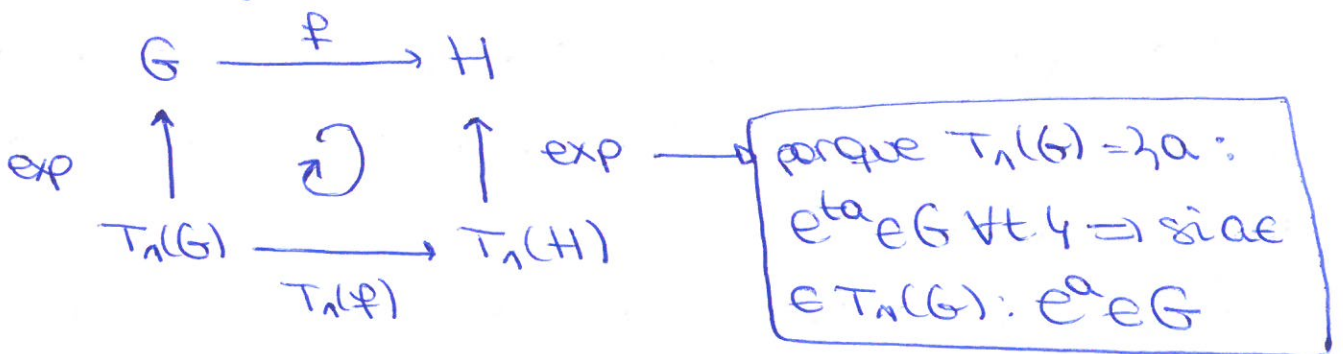 G φ H
exp exp
T₁(G) T₁(H)
T₁(φ)
porque T₁(G) = {a :
e^{ta} ∈ G ∀t} ⇒ si a ∈
∈ T₁(G) : e^a ∈ G